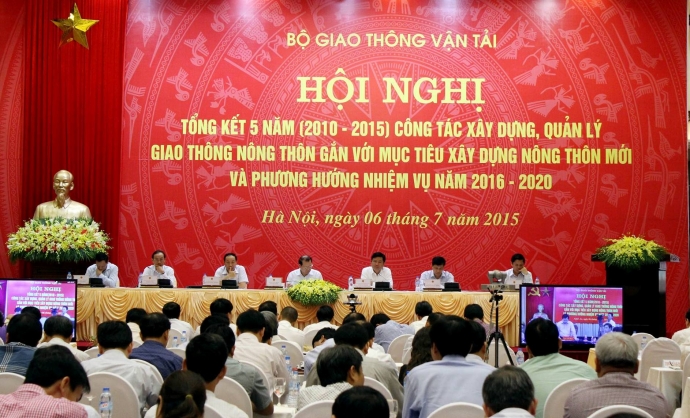 BỘ GIAO THÔNG VẬN TẢI
HỘI NGHỊ
TỔNG KẾT 5 NĂM (2010 - 2015) CÔNG TÁC XÂY DỰNG, QUẢN LÝ
GIAO THÔNG NÔNG THÔN GẮN VỚI MỤC TIÊU XÂY DỰNG NÔNG THÔN MỚI
VÀ PHƯƠNG HƯỚNG NHIỆM VỤ NĂM 2016 - 2020
Hà Nội, ngày 06 tháng 7 năm 2015
HỘI NGHỊ